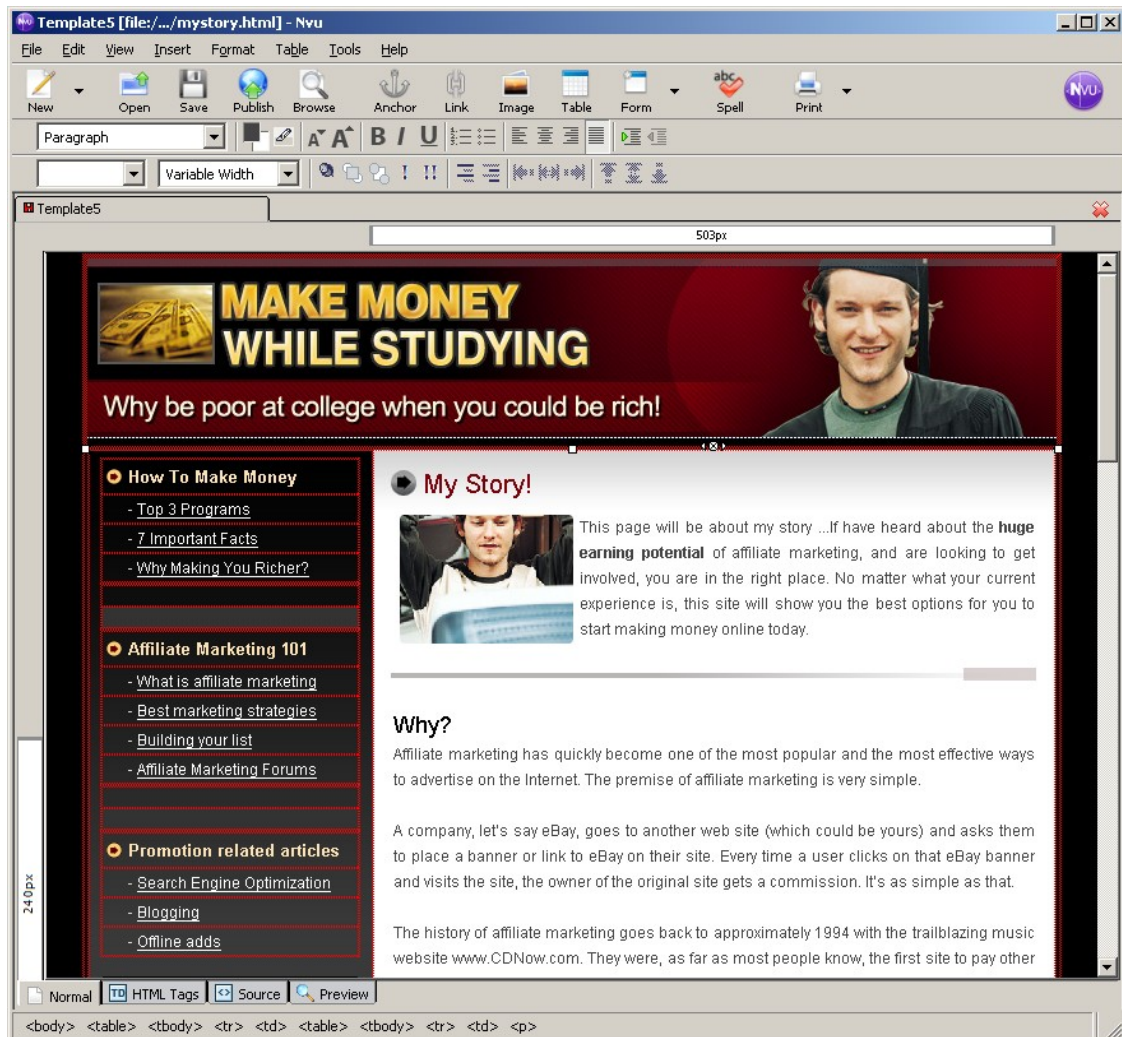 Template5 [file:/.../mystory.html] - Nvu
File Edit View Insert Format Table Tools Help
New Open Save Publish Browse Anchor Link Image Table Form Spell Print
Nvu
Paragraph
Variable Width
Template5
503px
MAKE MONEY
WHILE STUDYING
Why be poor at college when you could be rich!
How To Make Money
- Top 3 Programs
- 7 Important Facts
- Why Making You Richer?
Affiliate Marketing 101
- What is affiliate marketing
- Best marketing strategies
- Building your list
- Affiliate Marketing Forums
Promotion related articles
- Search Engine Optimization
- Blogging
- Offline adds
My Story!
This page will be about my story ...If have heard about the huge
earning potential of affiliate marketing, and are looking to get
involved, you are in the right place. No matter what your current
experience is, this site will show you the best options for you to
start making money online today.
Why?
Affiliate marketing has quickly become one of the most popular and the most effective ways
to advertise on the Internet. The premise of affiliate marketing is very simple.
A company, let's say eBay, goes to another web site (which could be yours) and asks them
to place a banner or link to eBay on their site. Every time a user clicks on that eBay banner
and visits the site, the owner of the original site gets a commission. It's as simple as that.
The history of affiliate marketing goes back to approximately 1994 with the trailblazing music
website www.CDNow.com. They were, as far as most people know, the first site to pay other
240px
Normal HTML Tags Source Preview
<body> <table> <tbody> <tr> <td> <table> <tbody> <tr> <td> <p>